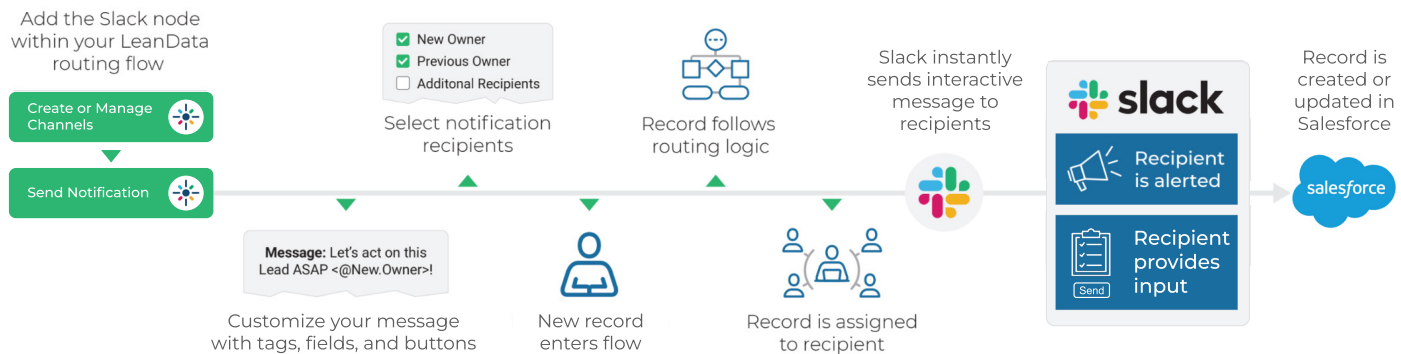 Add the Slack node
within your LeanData
routing flow
Create or Manage
Channels
Send Notification
Message: Let's act on this
Lead ASAP <@New.Owner>!
Customize your message
with tags, fields, and buttons
New Owner
Previous Owner
Additonal Recipients
Select notification
recipients
New record
enters flow
Record follows
routing logic
Record is assigned
to recipient
Slack instantly
sends interactive
message to
recipients
slack
Recipient
is alerted
Send
Recipient
provides
input
Record is
created or
updated in
Salesforce
salesforce